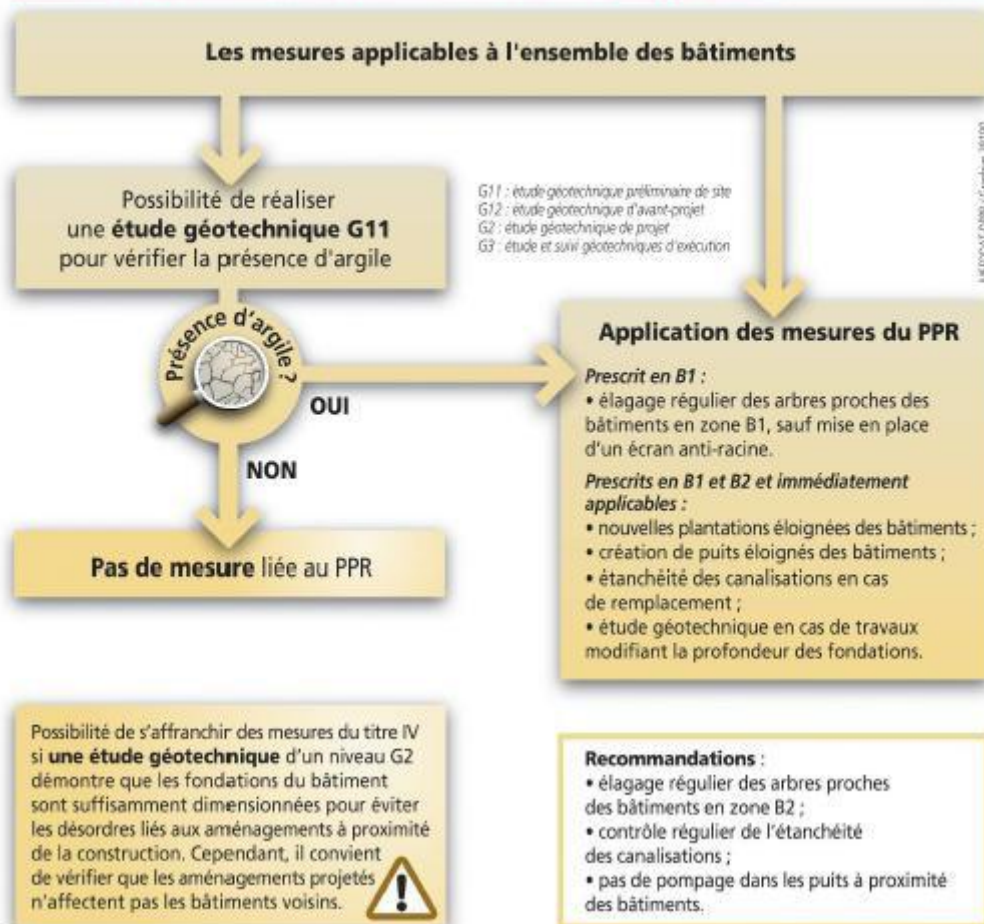 Les mesures applicables à l'ensemble des bâtiments
Possibilité de réaliser
une étude géotechnique G11
pour vérifier la présence d'argile
G11 : étude géotechnique préliminaire de site
G12 : étude géotechnique d'avant-projet
G2 : étude géotechnique de projet
G3 : étude et suivi géotechniques d'exécution
Présence d'argile ?
OUI
NON
Pas de mesure liée au PPR
Application des mesures du PPR
Prescrit en B1 :
• élagage régulier des arbres proches des
bâtiments en zone B1, sauf mise en place
d'un écran anti-racine.
Prescrits en B1 et B2 et immédiatement
applicables :
• nouvelles plantations éloignées des bâtiments ;
• création de puits éloignés des bâtiments ;
• étanchéité des canalisations en cas
de remplacement ;
• étude géotechnique en cas de travaux
modifiant la profondeur des fondations.
Possibilité de s'affranchir des mesures du titre IV
si une étude géotechnique d'un niveau G2
démontre que les fondations du bâtiment
sont suffisamment dimensionnées pour éviter
les désordres liés aux aménagements à proximité
de la construction. Cependant, il convient
de vérifier que les aménagements projetés
n'affectent pas les bâtiments voisins.
!
Recommandations :
• élagage régulier des arbres proches
des bâtiments en zone B2 ;
• contrôle régulier de l'étanchéité
des canalisations ;
• pas de pompage dans les puits à proximité
des bâtiments.